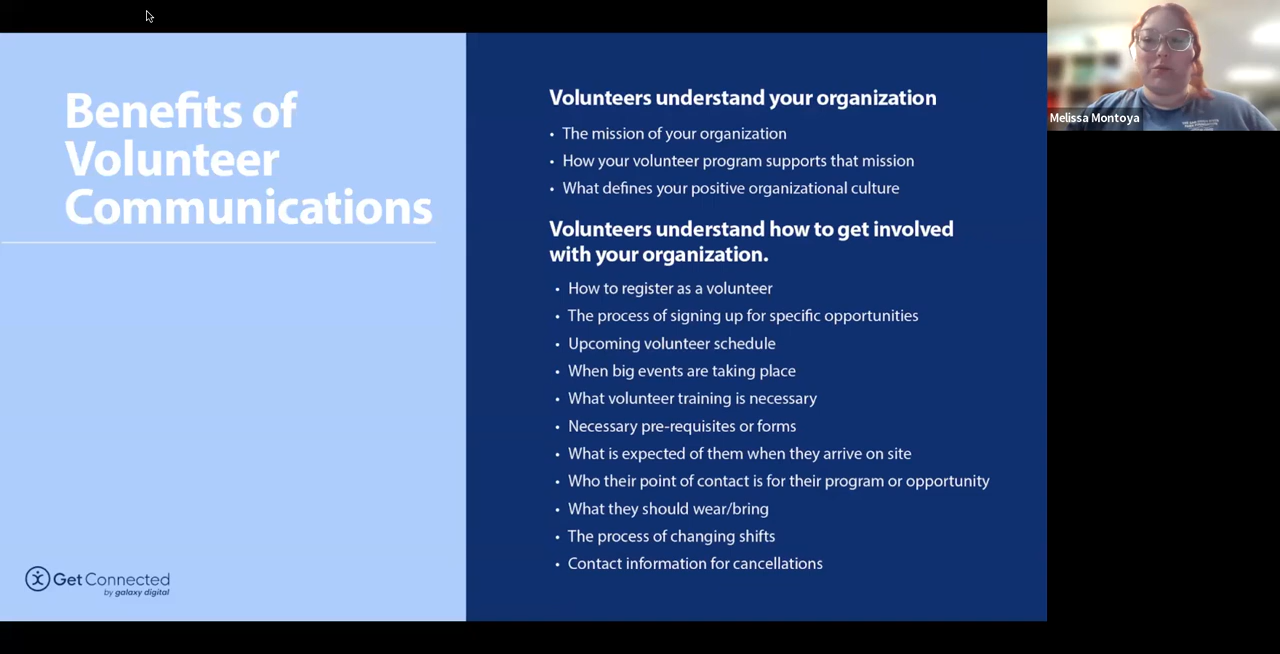 Benefits of
Volunteer
Communications
Volunteers understand your organization
• The mission of your organization
• How your volunteer program supports that mission
• What defines your positive organizational culture
Volunteers understand how to get involved
with your organization.
• How to register as a volunteer
• The process of signing up for specific opportunities
• Upcoming volunteer schedule
• When big events are taking place
• What volunteer training is necessary
• Necessary pre-requisites or forms
• What is expected of them when they arrive on site
• Who their point of contact is for their program or opportunity
• What they should wear/bring
• The process of changing shifts
• Contact information for cancellations
Get Connected
by galaxy digital
Melissa Montoya